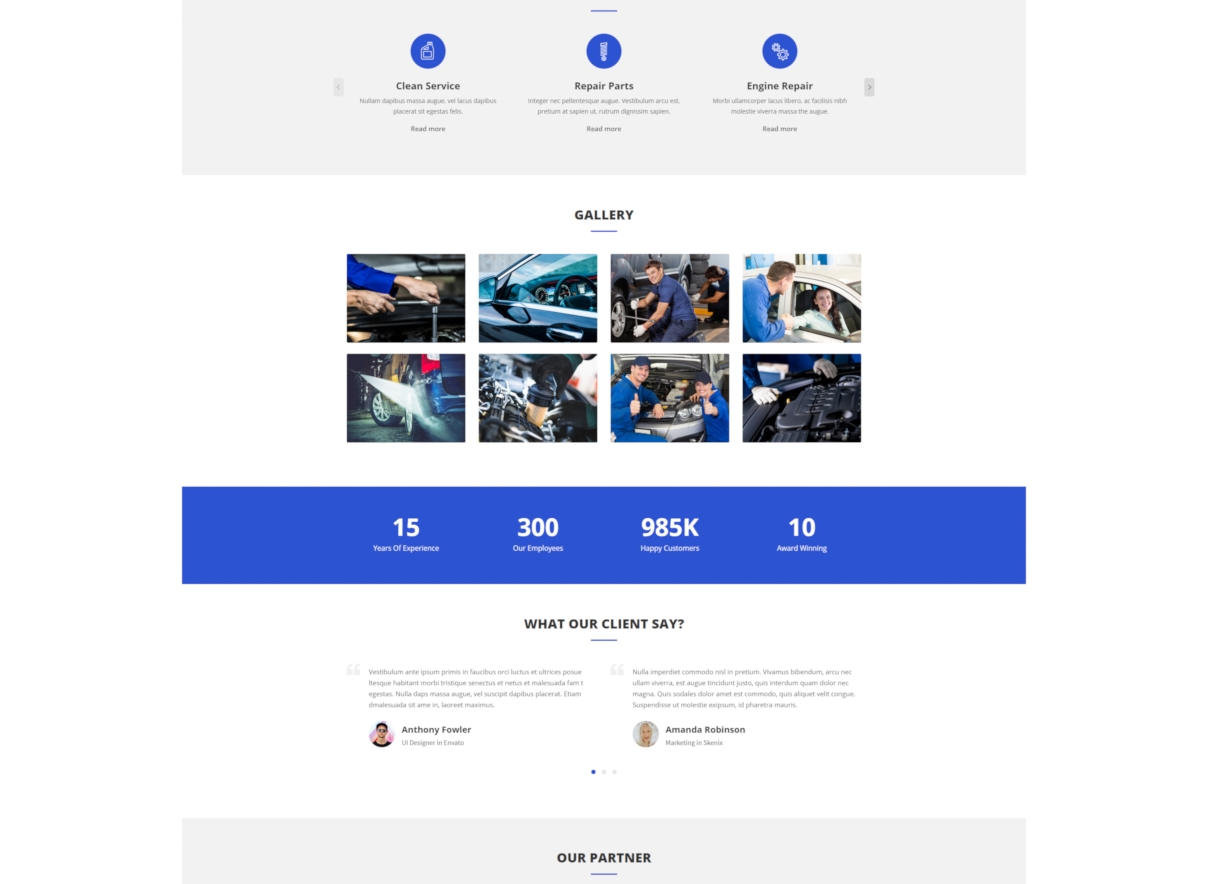 Clean Service
Nullam dapibus massa augue, vel lacus dapibus
placerat sit egestas felis.
Read more
Repair Parts
Integer nec pellentesque augue. Vestibulum arcu est,
pretium at sapien ut, rutrum dignissim sapien.
Read more
Engine Repair
Morbi ullamcorper lacus libero, ac facilisis nibh
molestie viverra massa the augue.
Read more
GALLERY
15
Years Of Experience
300
Our Employees
985K
Happy Customers
10
Award Winning
WHAT OUR CLIENT SAY?
Vestibulum ante ipsum primis in faucibus orci luctus et ultrices posue
ltesque habitant morbi tristique senectus et netus et malesuada fam t
egestas. Nulla daps massa augue, vel suscipit dapibus placerat. Etiam
dmalesuada sit ame in, laoreet maximus.
Anthony Fowler
UI Designer in Envato
Nulla imperdiet commodo nisl in pretium. Vivamus bibendum, arcu nec
ullam viverra, est augue tincidunt justo, quis interdum quam dolor nec
magna. Quis sodales dolor amet est commodo, quis aliquet velit congue.
Suspendisse ut molestie exipsum, id pharetra mauris.
Amanda Robinson
Marketing in Skenix
OUR PARTNER